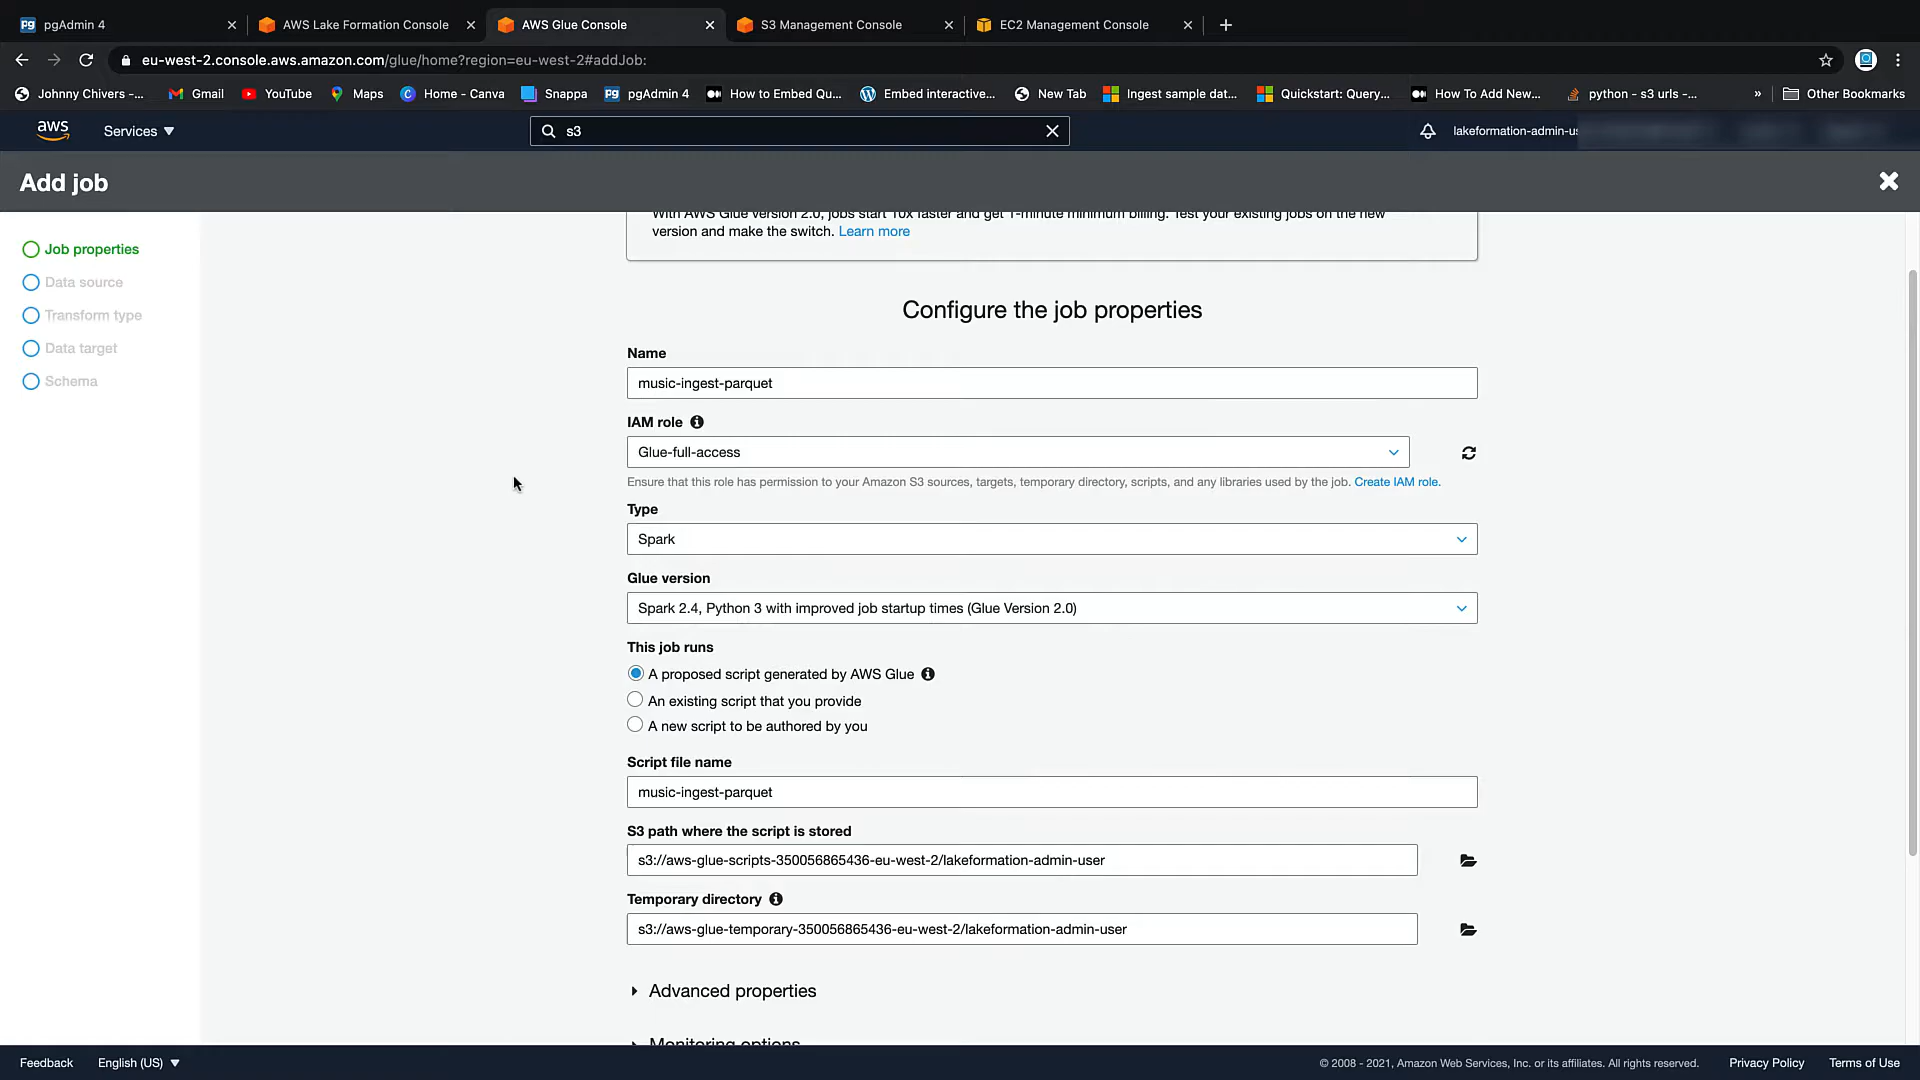 pgAdmin 4
AWS Lake Formation Console
AWS Glue Console
S3 Management Console
EC2 Management Console
eu-west-2.console.aws.amazon.com/glue/home?region=eu-west-2#addJob:
Johnny Chivers -...
Gmail
YouTube
Maps
Home - Canva
Snappa
pgAdmin 4
How to Embed Qu...
Embed interactive...
New Tab
Ingest sample dat...
Quickstart: Query,...
How To Add New...
python - s3 urls -...
» Other Bookmarks
aws
Services
s3
lakeformation-admin-us
Add job
With AWS Glue version 2.0, jobs start 10x faster and get 1-minute minimum billing. Test your existing jobs on the new
version and make the switch. Learn more
Job properties
Data source
Transform type
Data target
Schema
Configure the job properties
Name
music-ingest-parquet
IAM role
Glue-full-access
Ensure that this role has permission to your Amazon S3 sources, targets, temporary directory, scripts, and any libraries used by the job. Create IAM role.
Type
Spark
Glue version
Spark 2.4, Python 3 with improved job startup times (Glue Version 2.0)
This job runs
A proposed script generated by AWS Glue
An existing script that you provide
A new script to be authored by you
Script file name
music-ingest-parquet
S3 path where the script is stored
s3://aws-glue-scripts-350056865436-eu-west-2/lakeformation-admin-user
Temporary directory
s3://aws-glue-temporary-350056865436-eu-west-2/lakeformation-admin-user
Advanced properties
Monitoring options
Feedback
English (US)
© 2008 - 2021, Amazon Web Services, Inc. or its affiliates. All rights reserved.
Privacy Policy
Terms of Use